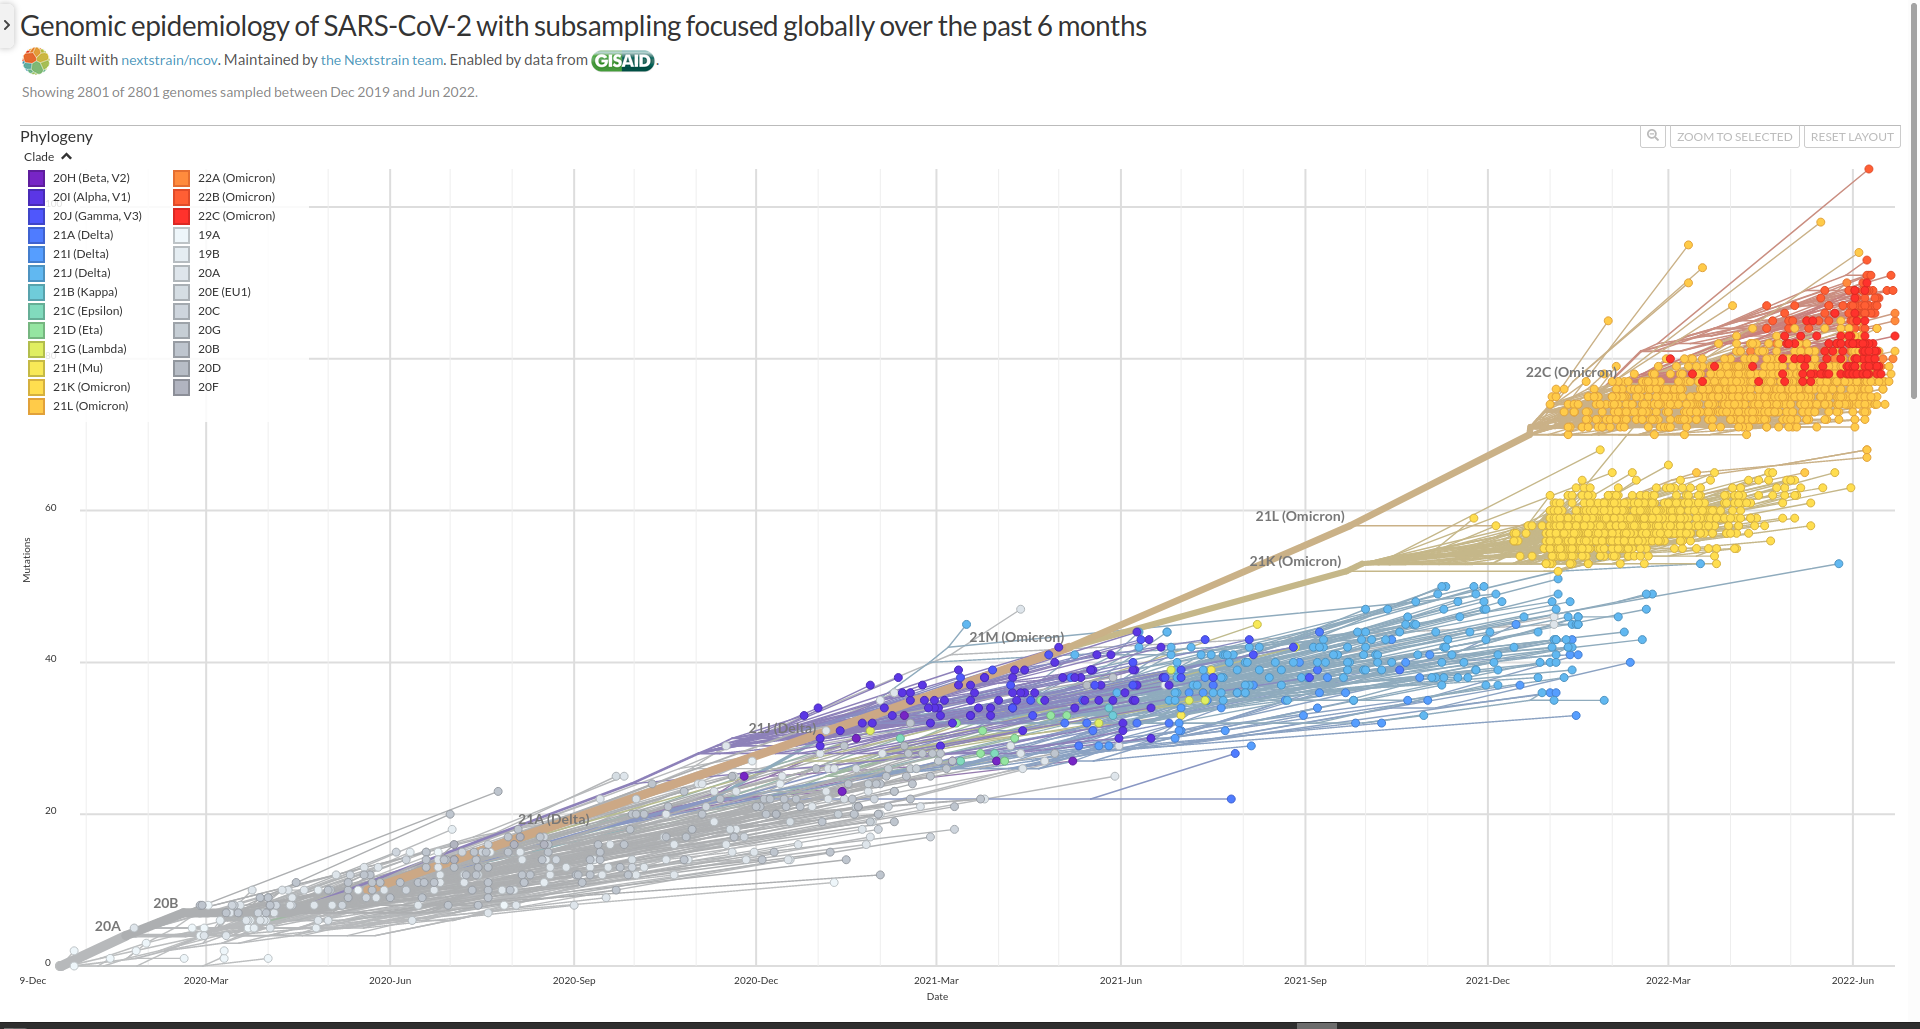 Genomic epidemiology of SARS-CoV-2 with subsampling focused globally over the past 6 months
Built with nextstrain/ncov. Maintained by the Nextstrain team. Enabled by data from GISAID.
Showing 2801 of 2801 genomes sampled between Dec 2019 and Jun 2022.
Phylogeny
ZOOM TO SELECTED
RESET LAYOUT
Clade
20H (Beta, V2)
20I (Alpha, V1)
20J (Gamma, V3)
21A (Delta)
21I (Delta)
21J (Delta)
21B (Kappa)
21C (Epsilon)
21D (Eta)
21G (Lambda)
21H (Mu)
21K (Omicron)
21L (Omicron)
22A (Omicron)
22B (Omicron)
22C (Omicron)
19A
19B
20A
20E (EU1)
20C
20G
20B
20D
20F
22C (Omicron)
21L (Omicron)
21K (Omicron)
21M (Omicron)
21J (Delta)
21A (Delta)
20B
20A
60
40
20
0
Mutations
9-Dec
2020-Mar
2020-Jun
2020-Sep
2020-Dec
2021-Mar
2021-Jun
2021-Sep
2021-Dec
2022-Mar
2022-Jun
Date